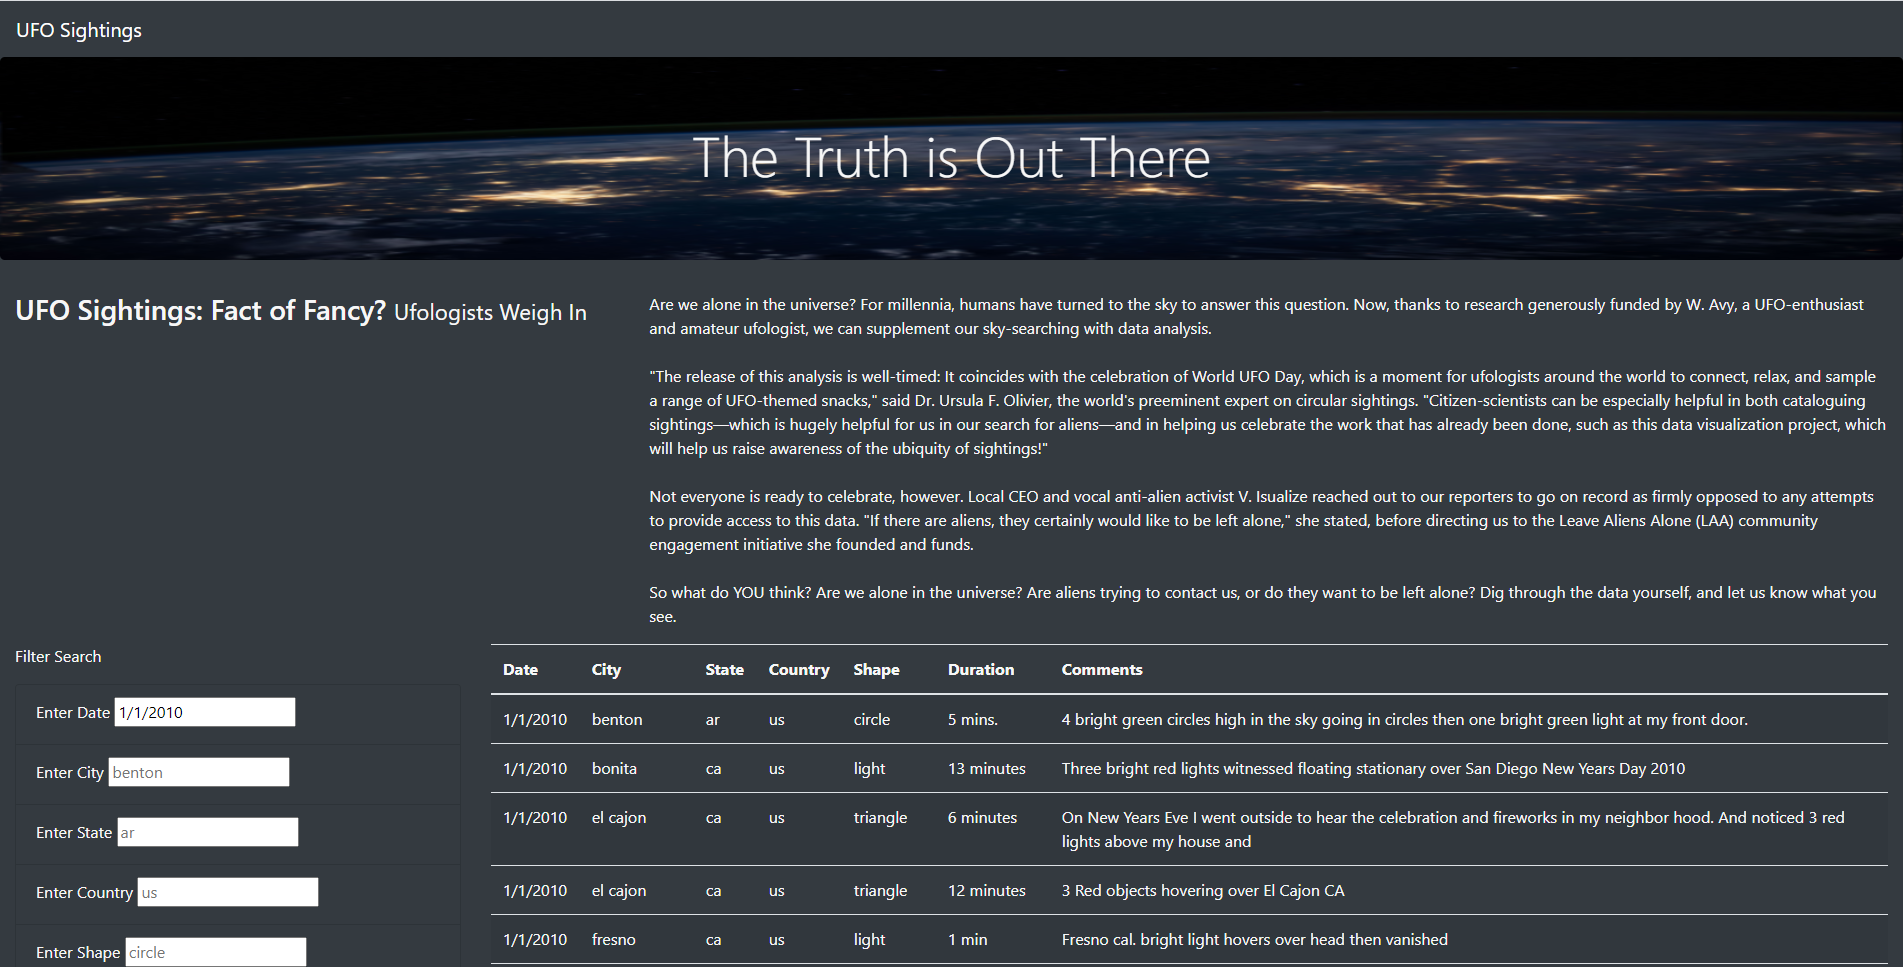 UFO Sightings
The Truth is Out There
UFO Sightings: Fact of Fancy? Ufologists Weigh In
Are we alone in the universe? For millennia, humans have turned to the sky to answer this question. Now, thanks to research generously funded by W. Avy, a UFO-enthusiast
and amateur ufologist, we can supplement our sky-searching with data analysis.
"The release of this analysis is well-timed: It coincides with the celebration of World UFO Day, which is a moment for ufologists around the world to connect, relax, and sample
a range of UFO-themed snacks," said Dr. Ursula F. Olivier, the world's preeminent expert on circular sightings. "Citizen-scientists can be especially helpful in both cataloguing
sightings—which is hugely helpful for us in our search for aliens—and in helping us celebrate the work that has already been done, such as this data visualization project, which
will help us raise awareness of the ubiquity of sightings!"
Not everyone is ready to celebrate, however. Local CEO and vocal anti-alien activist V. Isualize reached out to our reporters to go on record as firmly opposed to any attempts
to provide access to this data. "If there are aliens, they certainly would like to be left alone," she stated, before directing us to the Leave Aliens Alone (LAA) community
engagement initiative she founded and funds.
So what do YOU think? Are we alone in the universe? Are aliens trying to contact us, or do they want to be left alone? Dig through the data yourself, and let us know what you
see.
Filter Search
Enter Date 1/1/2010
Enter City benton
Enter State ar
Enter Country us
Enter Shape circle
Date City State Country Shape Duration Comments
1/1/2010 benton ar us circle 5 mins. 4 bright green circles high in the sky going in circles then one bright green light at my front door.
1/1/2010 bonita ca us light 13 minutes Three bright red lights witnessed floating stationary over San Diego New Years Day 2010
1/1/2010 el cajon ca us triangle 6 minutes On New Years Eve I went outside to hear the celebration and fireworks in my neighbor hood. And noticed 3 red
lights above my house and
1/1/2010 el cajon ca us triangle 12 minutes 3 Red objects hovering over El Cajon CA
1/1/2010 fresno ca us light 1 min Fresno cal. bright light hovers over head then vanished